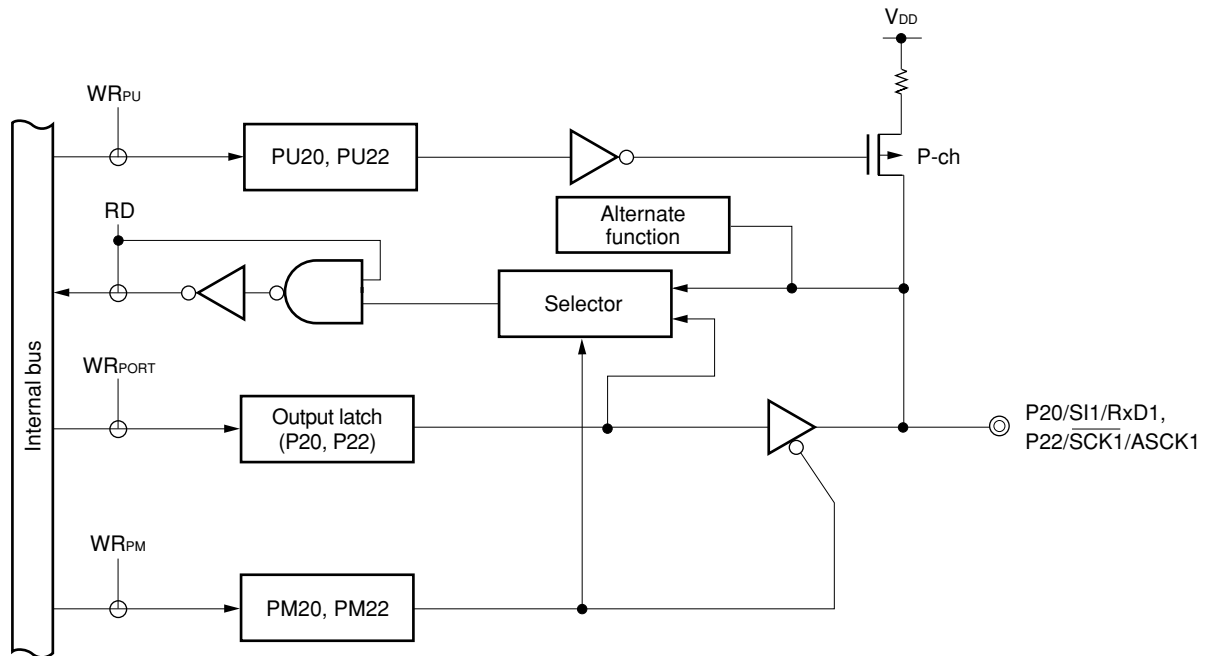 VDD
WRPU
PU20, PU22
P-ch
RD
Alternate
function
Selector
Internal bus
WRPORT
Output latch
(P20, P22)
P20/SI1/RxD1,
P22/S̅C̅K̅1̅/ASCK1
WRPM
PM20, PM22